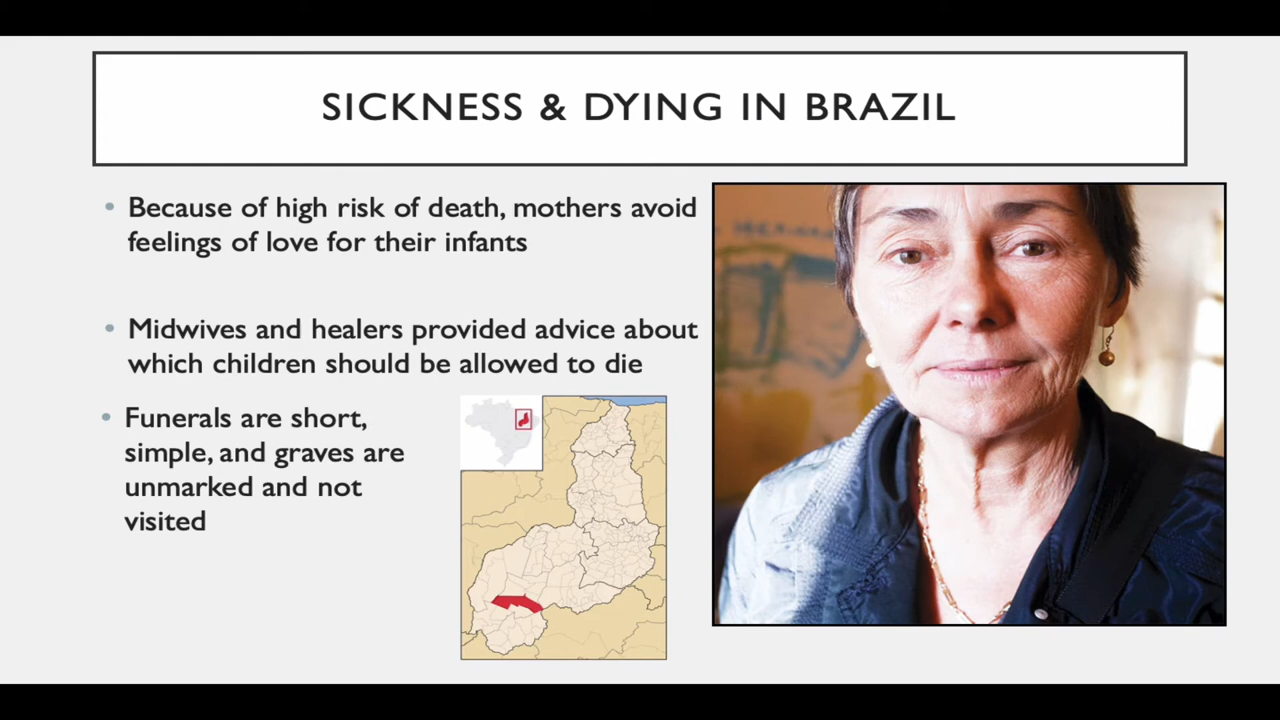 SICKNESS & DYING IN BRAZIL
• Because of high risk of death, mothers avoid
feelings of love for their infants
• Midwives and healers provided advice about
which children should be allowed to die
• Funerals are short,
simple, and graves are
unmarked and not
visited